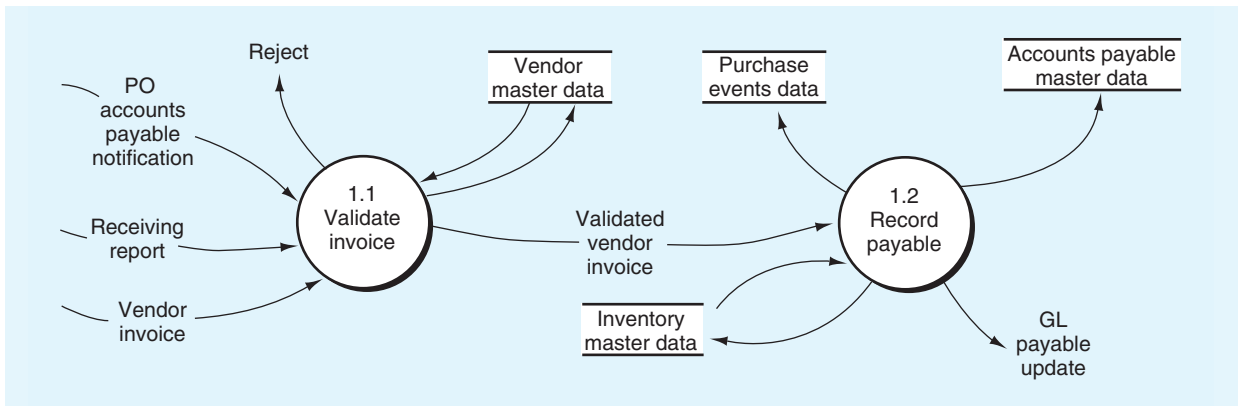 Reject
PO
accounts
payable
notification
Vendor
master data
Purchase
events data
Accounts payable
master data
1.1
Validate
invoice
1.2
Record
payable
Receiving
report
Validated
vendor
invoice
Vendor
invoice
Inventory
master data
GL
payable
update